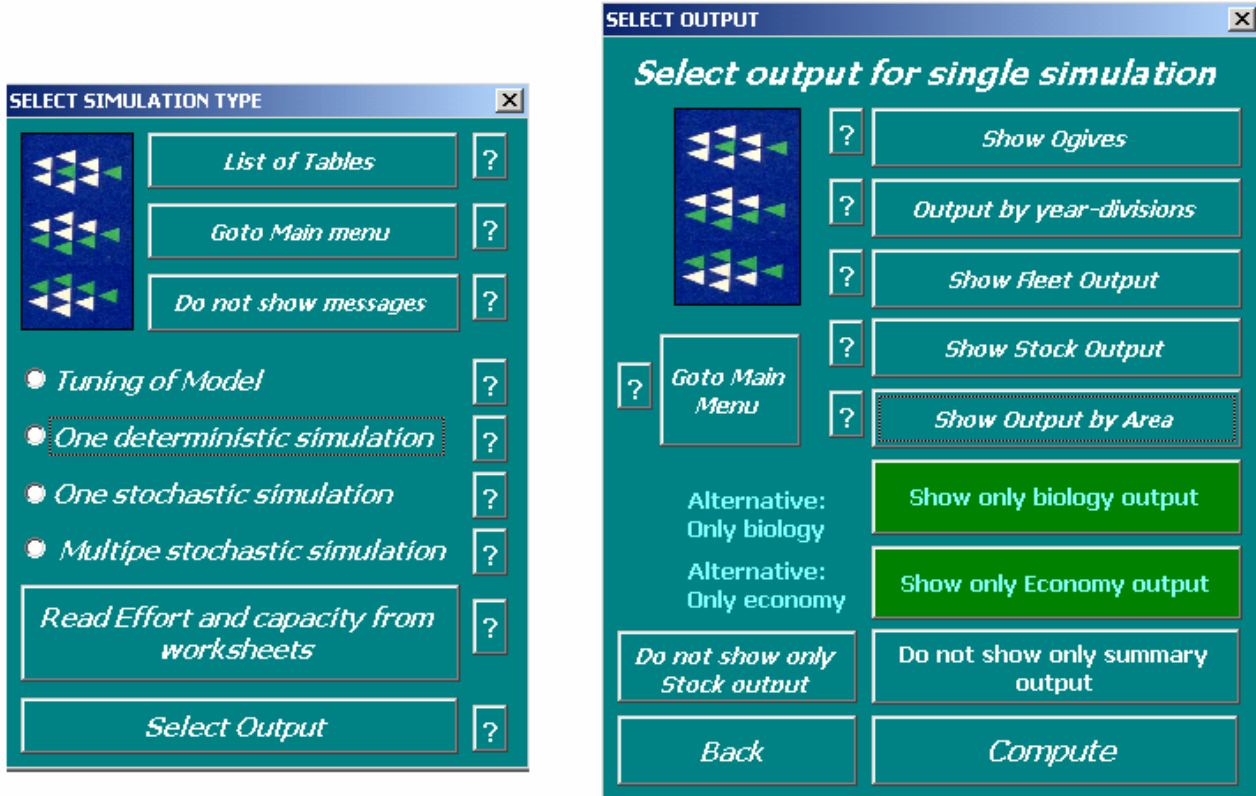 SELECT SIMULATION TYPE
List of Tables
?
Goto Main menu
?
Do not show messages
?
Tuning of Model
?
One deterministic simulation
?
One stochastic simulation
?
Multipe stochastic simulation
?
Read Effort and capacity from
worksheets
?
Select Output
?
SELECT OUTPUT
Select output for single simulation
?
Show Ogives
?
Output by year-divisions
?
Show Fleet Output
?
Show Stock Output
?
Goto Main
Menu
?
Show Output by Area
Alternative:
Only biology
Show only biology output
Alternative:
Only economy
Show only Economy output
Do not show only
Stock output
Do not show only summary
output
Back
Compute